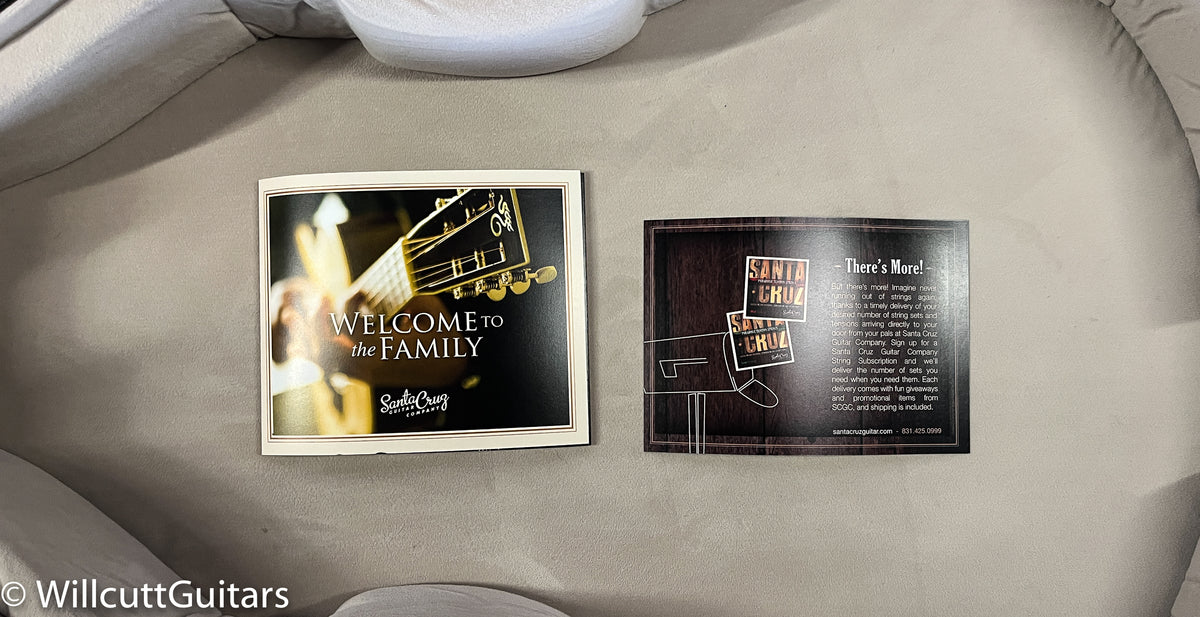 WELCOME TO
the FAMILY
Santa Cruz
GUITAR
COMPANY
SANTA
CRUZ
SANTA
CRUZ
– There's More! –
But there's more! Imagine never
running out of strings again,
thanks to a timely delivery of your
desired number of string sets and
tensions arriving directly to your
door from your pals at Santa Cruz
Guitar Company. Sign up for a
Santa Cruz Guitar Company
String Subscription and we'll
deliver the number of sets you
need when you need them. Each
delivery comes with fun giveaways
and promotional items from
SCGC, and shipping is included.
santacruzguitar.com - 831.425.0999
© WillcuttGuitars